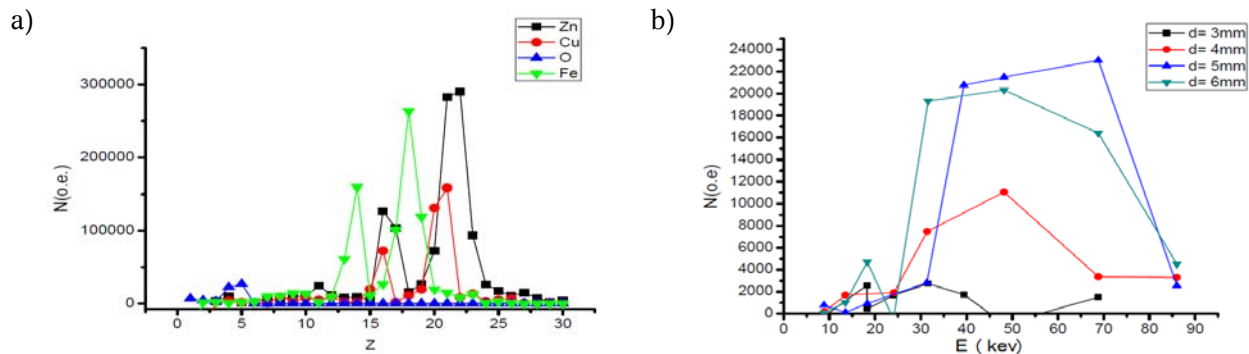 a)
Zn
Cu
O
Fe
N(o.e.)
300000
200000
100000
0
0 5 10 15 20 25 30
z
b)
d= 3mm
d= 4mm
d= 5mm
d= 6mm
N(o.e)
24000
22000
20000
18000
16000
14000
12000
10000
8000
6000
4000
2000
0
0 10 20 30 40 50 60 70 80 90
E ( kev)